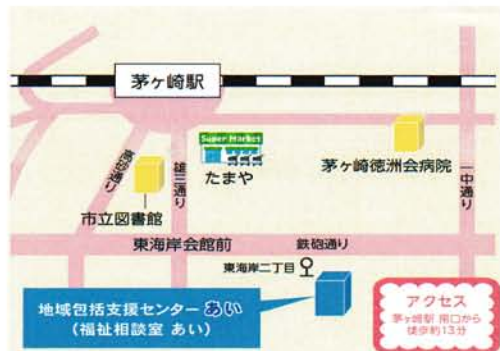 茅ヶ崎駅
Super Market
たまや
茅ヶ崎徳洲会病院
高砂通り
雄三通り
一中通り
市立図書館
東海岸会館前
鉄砲通り
東海岸二丁目
地域包括支援センター あい
(福祉相談室 あい)
アクセス
茅ヶ崎駅 南口から
徒歩約13分